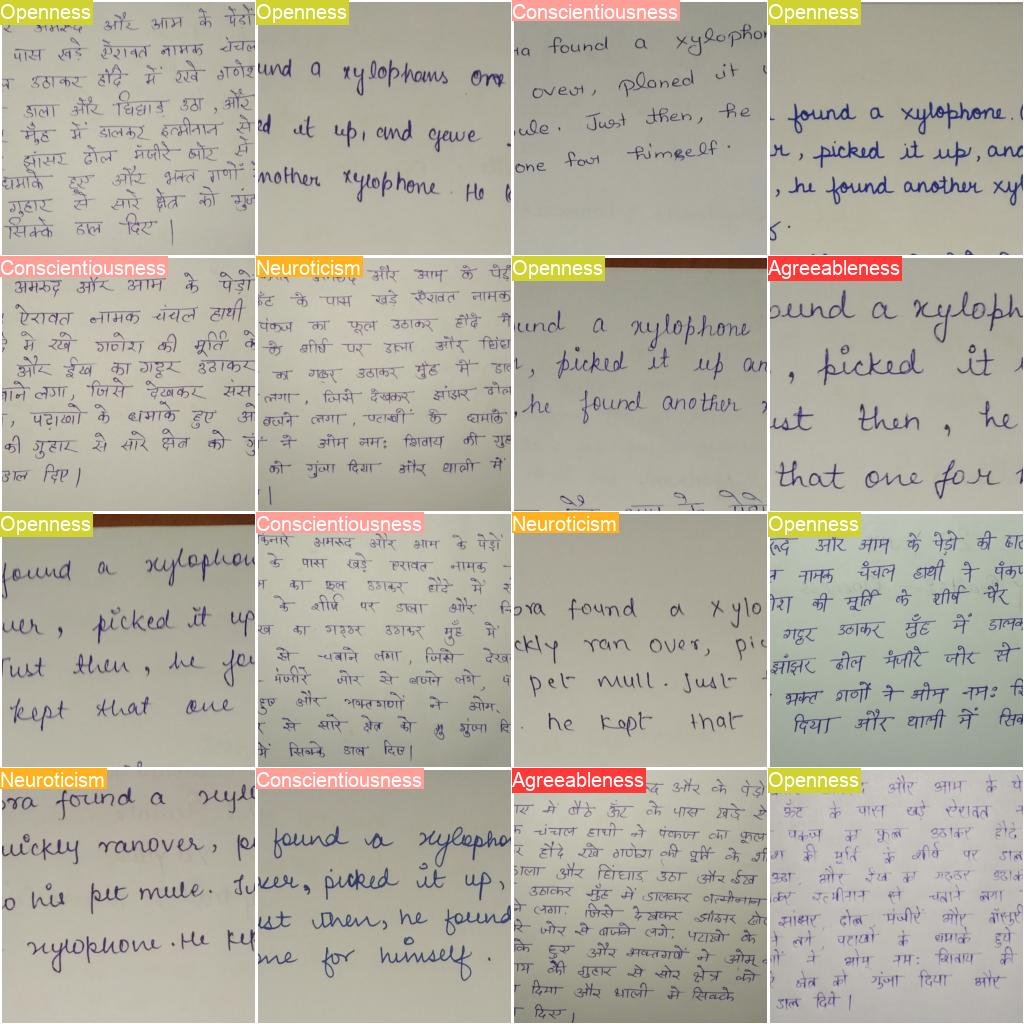 Openness
अमरूद और आम के पेड़ों
पास खड़े ऐरावत नामक चंचल
उठाकर हौदे में रखे गणेश
डाला और चिंघाड़ उठा, और
मुँह में डालकर इत्मीनान से
झांझर ढोल मंजीरे जोर से
धमाके हुए और भक्त गणों
गुहार से सारे क्षेत्र को गुंज
सिक्के डाल दिए |
Openness
und a xylophans one
ed it up, and gave
nother xylophone. He k
Conscientiousness
ra found a xylophon
over, planed it
ule. Just then, he
one for himself.
Openness
found a xylophone.
r, picked it up, and
, he found another xyl
Conscientiousness
अमरूद और आम के पेड़ो
ऐरावत नामक चंचल हाथी
मे रखे गणेश की मूर्ति के
और ईख का गट्ठर उठाकर
लगा, जिसे देखकर संस
, पटाखो के धमाके हुए ओ
की गुहार से सारे क्षेत्र को गुं
डाल दिए |
Neuroticism
और आम के पेड़
ऊँट के पास खड़े ऐरावत नामक
पंकज का फूल उठाकर हौदे में
के शीर्ष पर डाला और चिंघा
का गट्ठर उठाकर मुँह में डाल
लगा, जिसे देखकर झांझर ढोल
बजने लगा, पटाखों के धमाके
ने ओम नम: शिवाय की गुह
को गुंजा दिया और थाली में
|
Openness
und a xylophone
, picked it up an
, he found another x
Agreeableness
ound a xyloph
, picked it
ust then, he
that one for
Openness
found a xylophon
ver, picked it up
Just then, he fou
kept that one
Conscientiousness
किनारे अमरूद और आम के पेड़ों
के पास खड़े ऐरावत नामक
का फूल उठाकर हौदे में र
के शीर्ष पर डाला और चिं
ख का गट्ठर उठाकर मुँह में
से चबाने लगा, जिसे देख
मंजीरे जोर से बजने लगे, प
हुए और भक्तगणों ने ओम
से सारे क्षेत्र को गुंजा दि
में सिक्के डाल दिए |
Neuroticism
ora found a xylo
ckly ran over, pic
pet mull. Just
. he kept that
Openness
रूद और आम के पेड़ो की
नामक चंचल हाथी ने पंकज
की मूर्ति के शीर्ष पैर
गट्ठर उठाकर मुँह में डालक
झांझर ढोल मंजीरे जोर से
भक्त गणों ने ओम नम: शि
दिया और थाली में सिक
Neuroticism
ora found a xyl
uickly ranover, p
o his pet mule. Ju
xylophone. He kep
Conscientiousness
found a xylopho
ver, picked it up,
ust then, he found
me for himself.
Agreeableness
और के पेड़ो
में बैठे ऊँट के पास खड़े ऐ
चंचल हाथी ने पंकज का फूल
हौदे रखे गणेश की मूर्ति के शी
डाला और चिंघाड़ उठा और ईख
उठाकर मुँह में डालकर इत्मीनान
लगा. जिसे देखकर झांझर ढोल
जोर से बजने लगे. पटाखो के
के हुए और भक्तगणों ने ओम्
की गुहार से सोर क्षेत्र को
दिया और थाली मे सिक्के
दिए |
Openness
और आम के पे
ऊँट के पास खड़े ऐरावत
पंकज का फूल उठाकर हौदे
की मूर्ति के शीर्ष पर डाल
उठा, और ईख का गट्ठर उठाक
कर इत्मीनान से चबाने लगा
झांझर, ढोल, मंजीरें और बाँसुरी
लगे, पटाखों के धमाके हुये
ने ओम् नम: शिवाय की
क्षेत्र को गुंजा दिया और
डाल दिये |